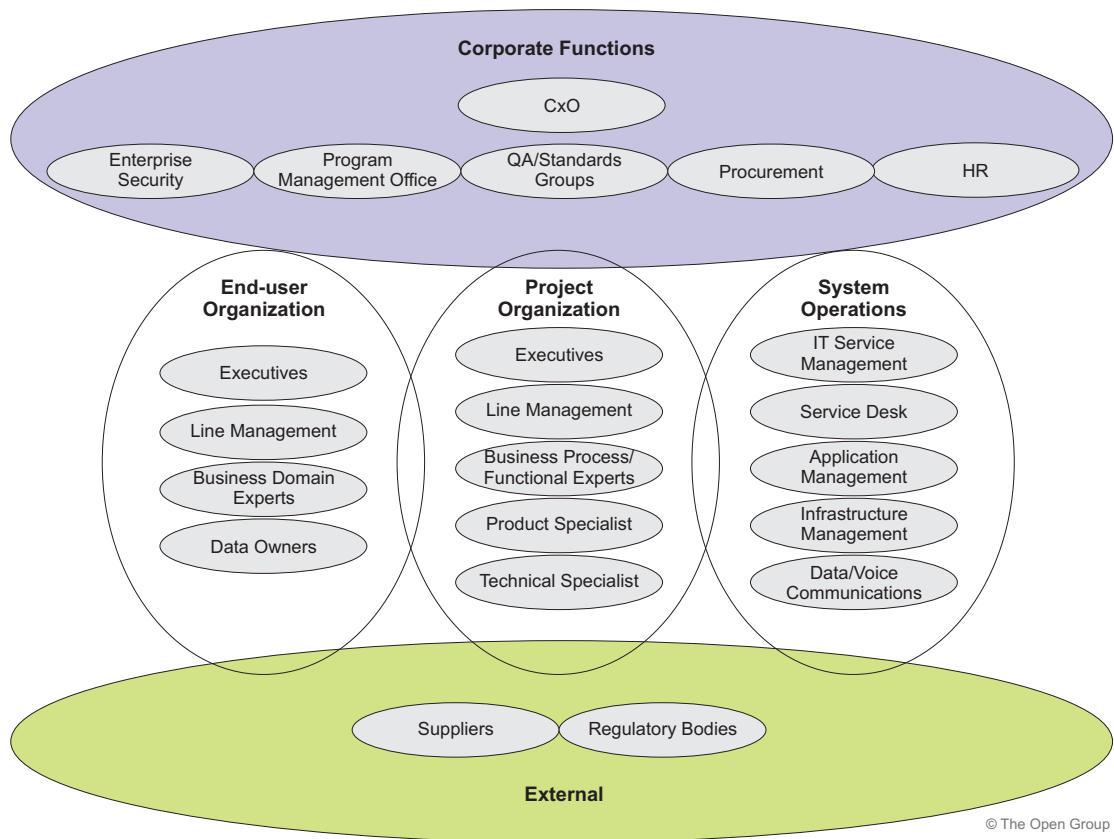 Corporate Functions
CxO
Enterprise
Security
Program
Management Office
QA/Standards
Groups
Procurement
HR
End-user
Organization
Executives
Line Management
Business Domain
Experts
Data Owners
Project
Organization
Executives
Line Management
Business Process/
Functional Experts
Product Specialist
Technical Specialist
System
Operations
IT Service
Management
Service Desk
Application
Management
Infrastructure
Management
Data/Voice
Communications
Suppliers
Regulatory Bodies
External
© The Open Group